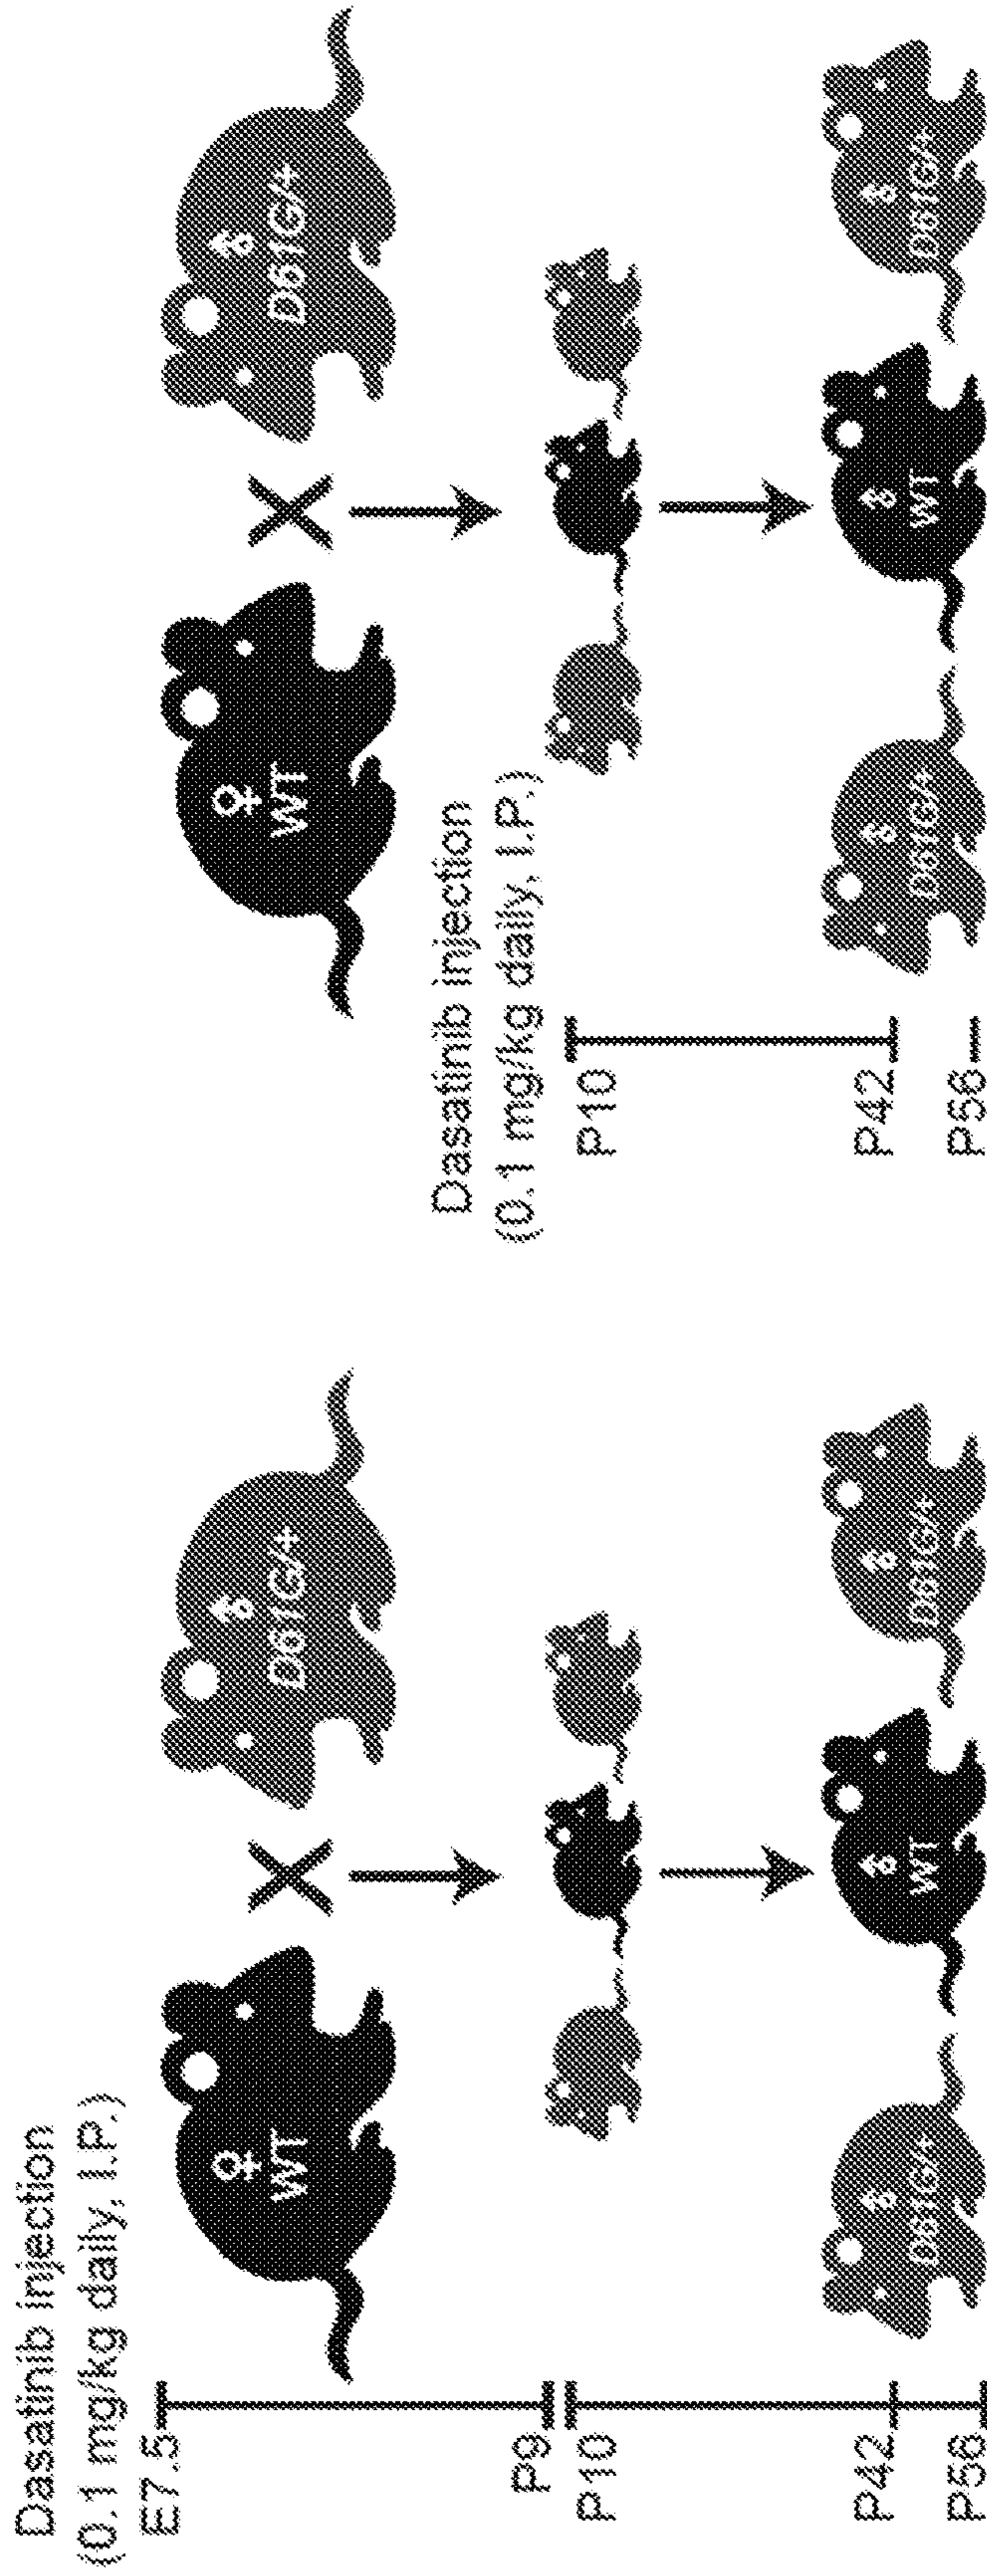 Dasatinib injection
(0.1 mg/kg daily, I.P.)
E7.5
♀
WT
X
♂
D61G/+
P9
P10
P42
P56
♂
D61G/+
♂
WT
♂
D61G/+
♀
WT
X
♂
D61G/+
Dasatinib injection
(0.1 mg/kg daily, I.P.)
P10
P42
P56
♂
D61G/+
♂
WT
♂
D61G/+